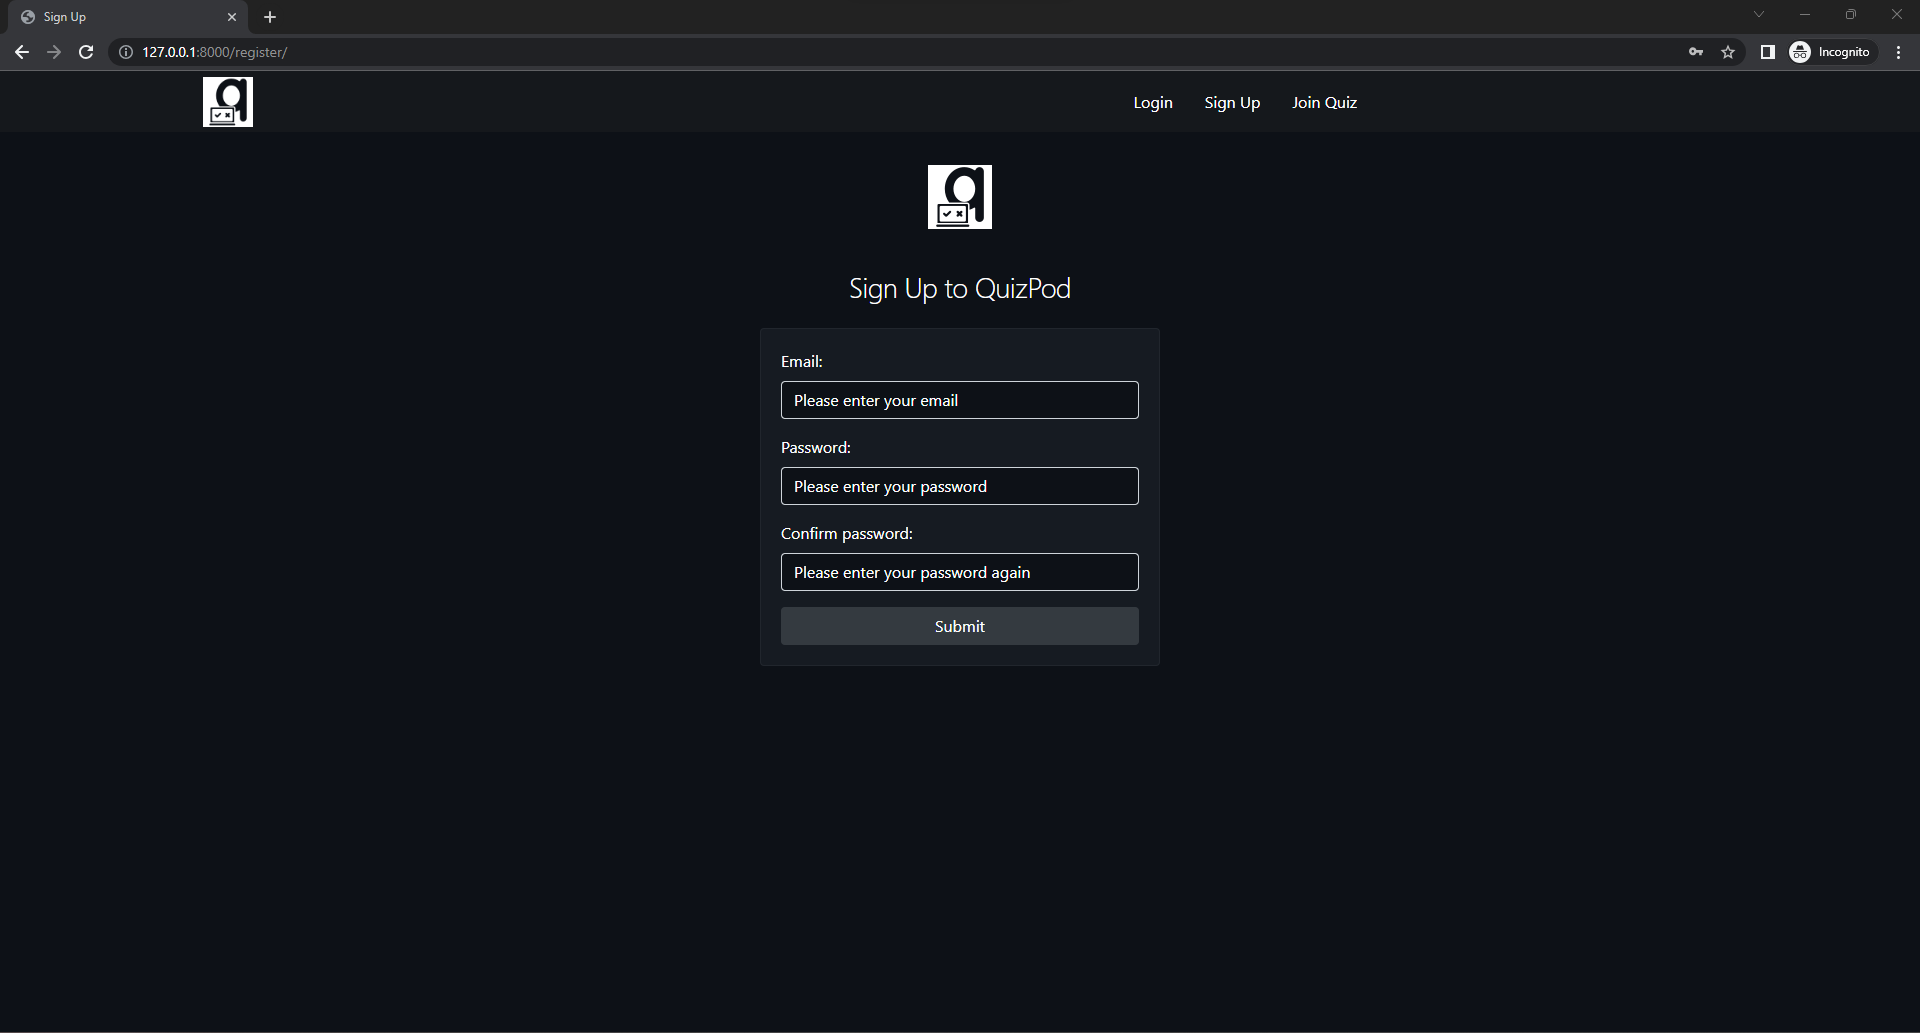 Sign Up
127.0.0.1:8000/register/
Incognito
Login Sign Up Join Quiz
Sign Up to QuizPod
Email:
Please enter your email
Password:
Please enter your password
Confirm password:
Please enter your password again
Submit